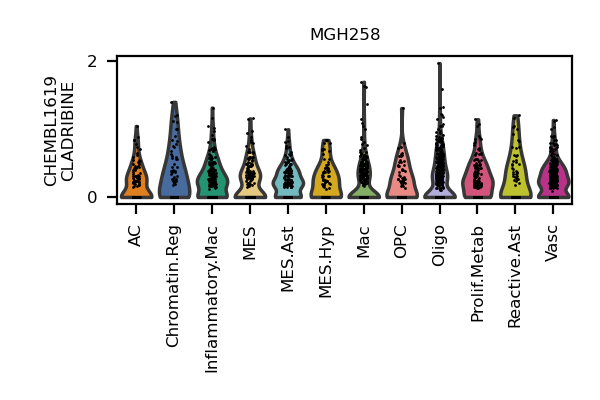 MGH258
CHEMBL1619
CLADRIBINE
2
0
AC
Chromatin.Reg
Inflammatory.Mac
MES
MES.Ast
MES.Hyp
Mac
OPC
Oligo
Prolif.Metab
Reactive.Ast
Vasc